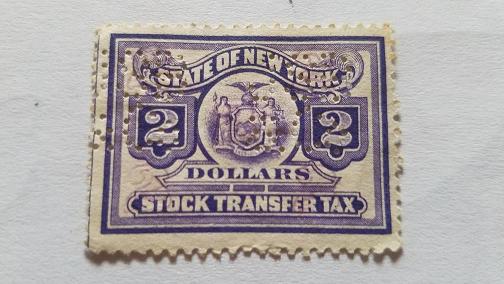 STATE OF NEW YORK
2 2
DOLLARS
STOCK TRANSFER TAX